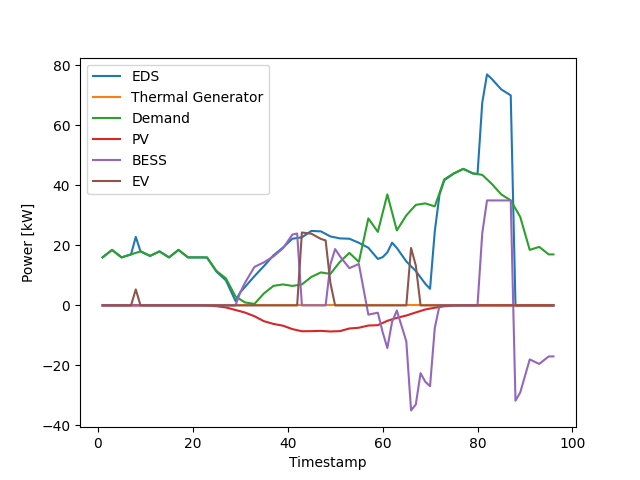 80
60
40
20
0
−20
−40
Power [kW]
EDS
Thermal Generator
Demand
PV
BESS
EV
0
20
40
60
80
100
Timestamp